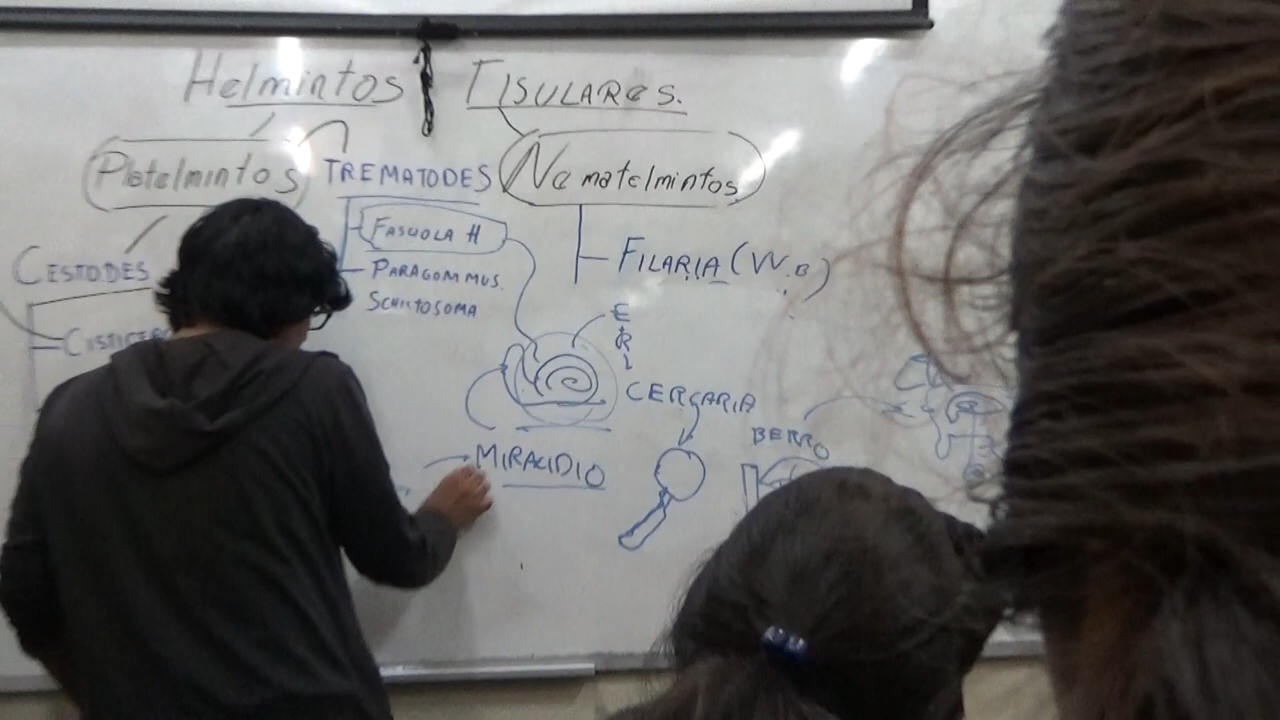 Helmintos TISULARES.
Platelmintos
TREMATODES
Nematelmintos
FASCIOLA H
PARAGOMMUS
SCHISTOSOMA
FILARIA (W.B)
CESTODES
E
R
CERCARIA
MIRACIDIO
BERRO